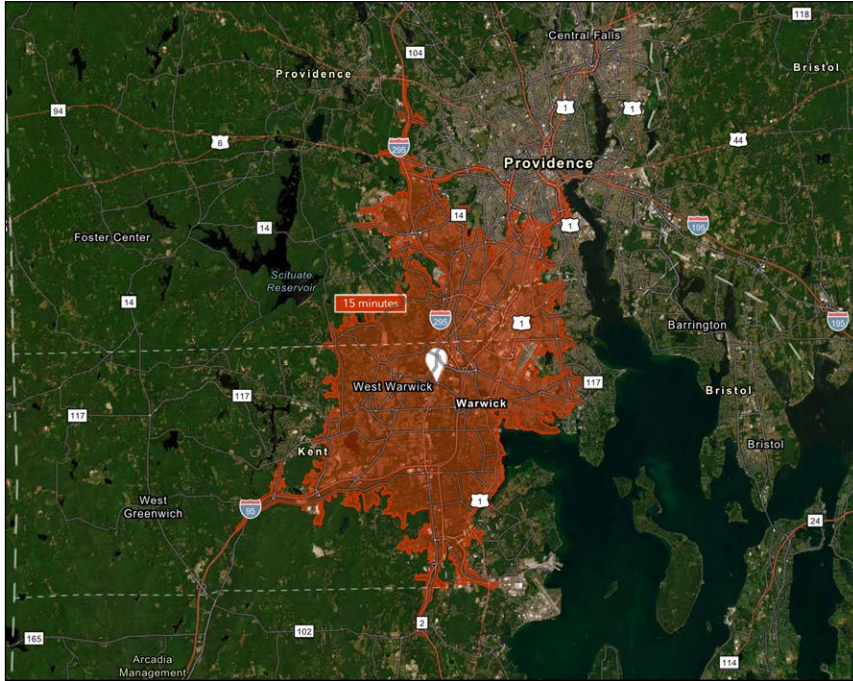 118
Central Falls
104
Providence
Bristol
1
1
94
6
295
44
Providence
14
14
1
195
Foster Center
Scituate
Reservoir
14
15 minutes
295
1
195
Barrington
West Warwick
117
Warwick
117
117
Bristol
Bristol
Kent
West
Greenwich
95
1
24
2
165
102
Arcadia
Management
114